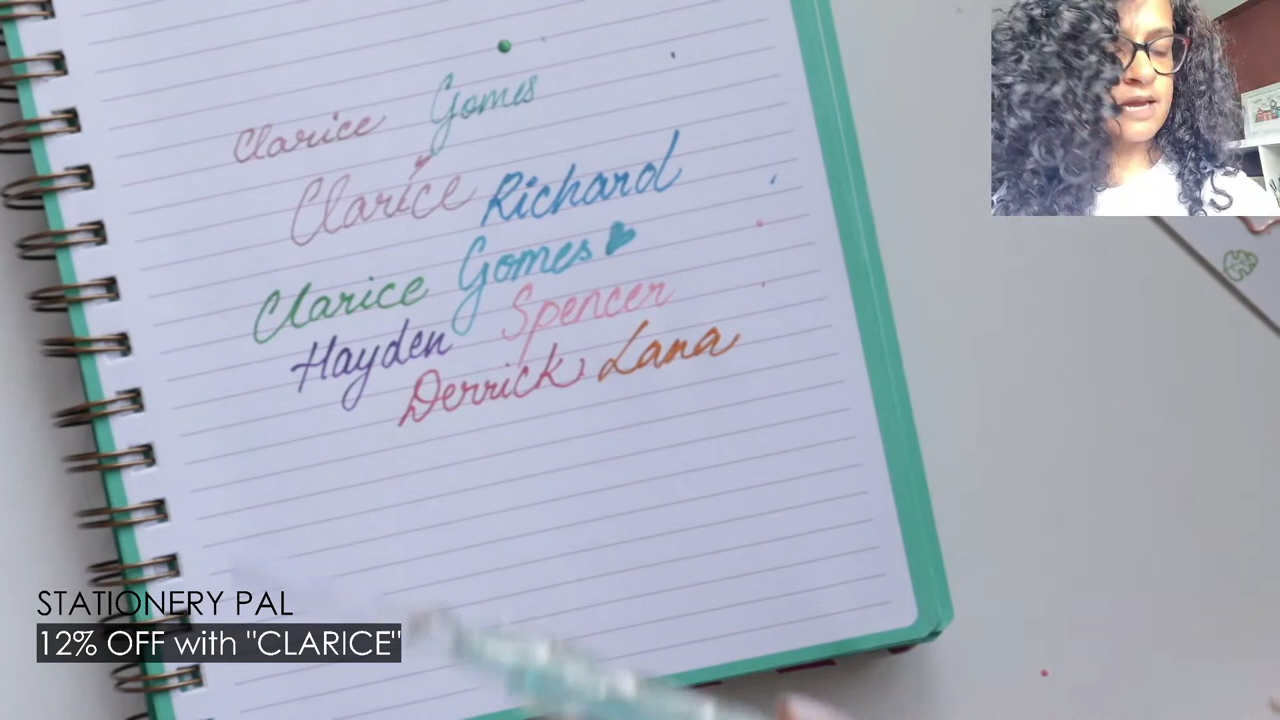 Clarice Gomes
Clarice Richard
Clarice Gomes
Hayden Spencer
Derrick Lana
STATIONERY PAL
12% OFF with "CLARICE"